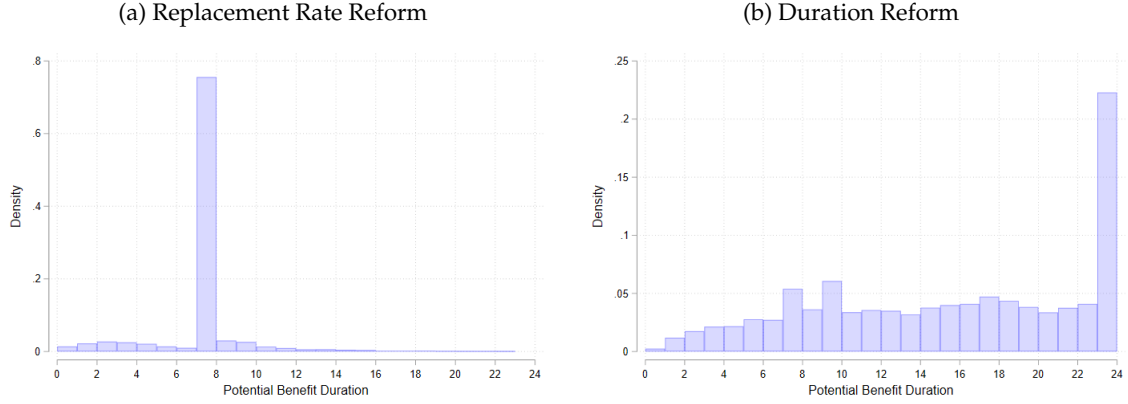 (a) Replacement Rate Reform
(b) Duration Reform
.8
.6
.4
.2
0
Density
0 2 4 6 8 10 12 14 16 18 20 22 24
Potential Benefit Duration
.25
.2
.15
.1
.05
0
Density
0 2 4 6 8 10 12 14 16 18 20 22 24
Potential Benefit Duration